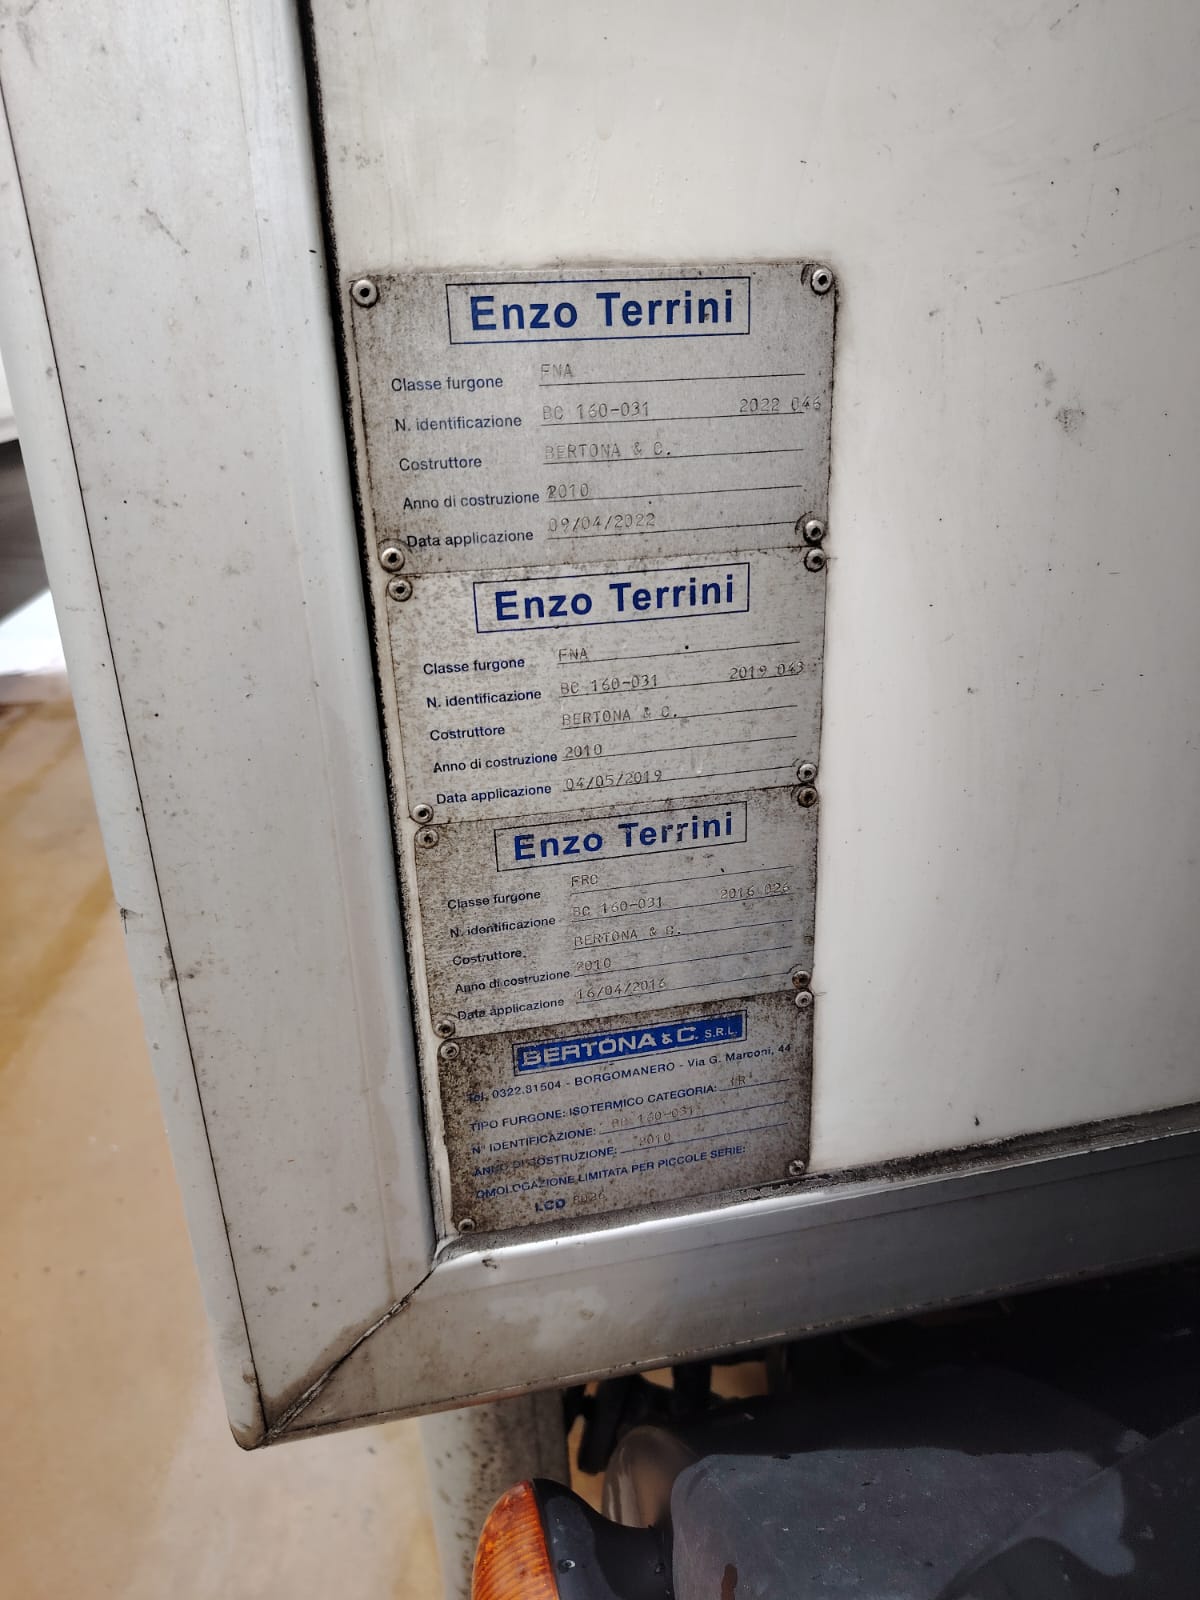 Enzo Terrini
Classe furgone FNA
N. identificazione BC 160-031 2022 046
Costruttore BERTONA & C.
Anno di costruzione 2010
Data applicazione 09/04/2022
Enzo Terrini
Classe furgone FNA
N. identificazione BC 160-031 2019 043
Costruttore BERTONA & C.
Anno di costruzione 2010
Data applicazione 04/05/2019
Enzo Terrini
Classe furgone FRC
N. identificazione BC 160-031 2016 026
Costruttore. BERTONA & C.
Anno di costruzione 2010
Data applicazione 16/04/2016
BERTONA & C. S.R.L.
Tel. 0322.81504 - BORGOMANERO - Via G. Marconi, 44
TIPO FURGONE: ISOTERMICO CATEGORIA: IR
N° IDENTIFICAZIONE: BC 160-031
ANNO DI COSTRUZIONE: 2010
OMOLOGAZIONE LIMITATA PER PICCOLE SERIE:
LCO